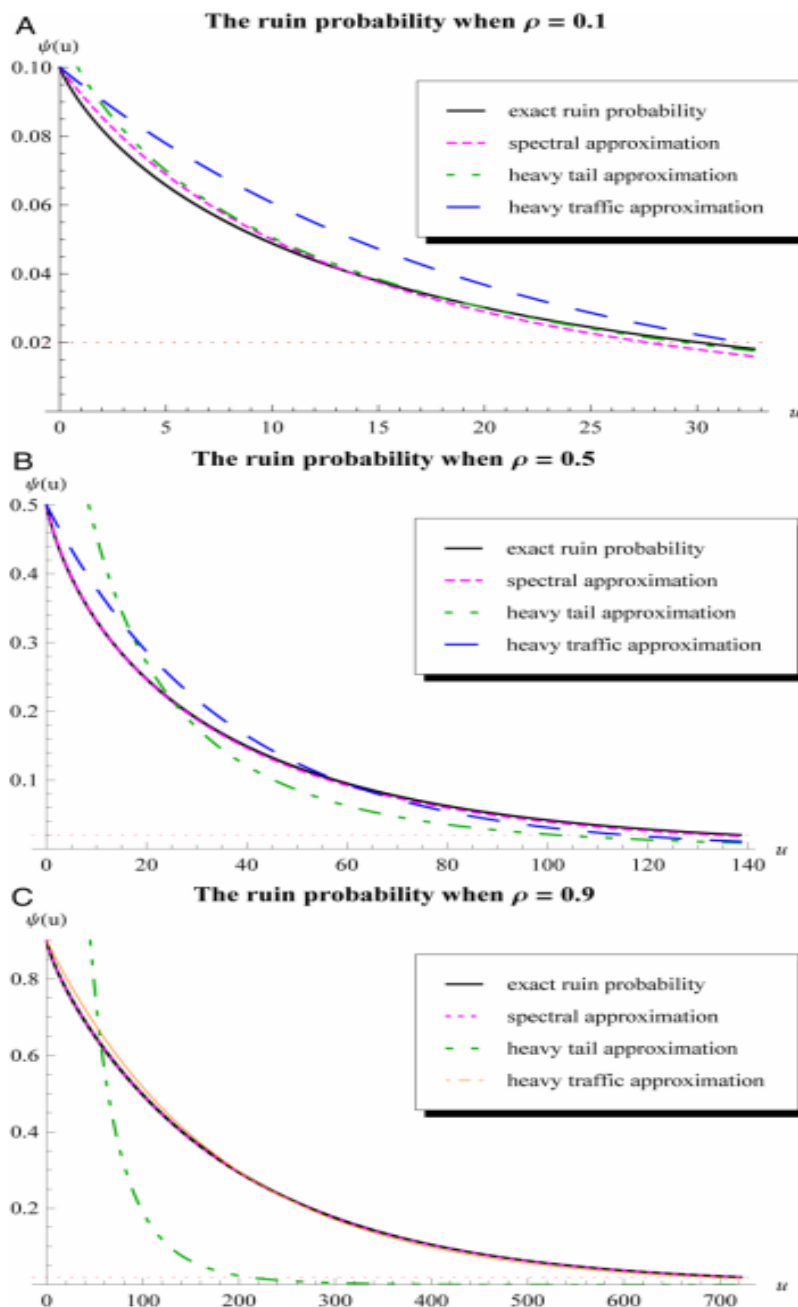 A
The ruin probability when ρ = 0.1
ψ(u)
0.10
0.08
0.06
0.04
0.02
exact ruin probability
spectral approximation
heavy tail approximation
heavy traffic approximation
0 5 10 15 20 25 30 u
B
The ruin probability when ρ = 0.5
ψ(u)
0.5
0.4
0.3
0.2
0.1
exact ruin probability
spectral approximation
heavy tail approximation
heavy traffic approximation
0 20 40 60 80 100 120 140 u
C
The ruin probability when ρ = 0.9
ψ(u)
0.8
0.6
0.4
0.2
exact ruin probability
spectral approximation
heavy tail approximation
heavy traffic approximation
0 100 200 300 400 500 600 700 u